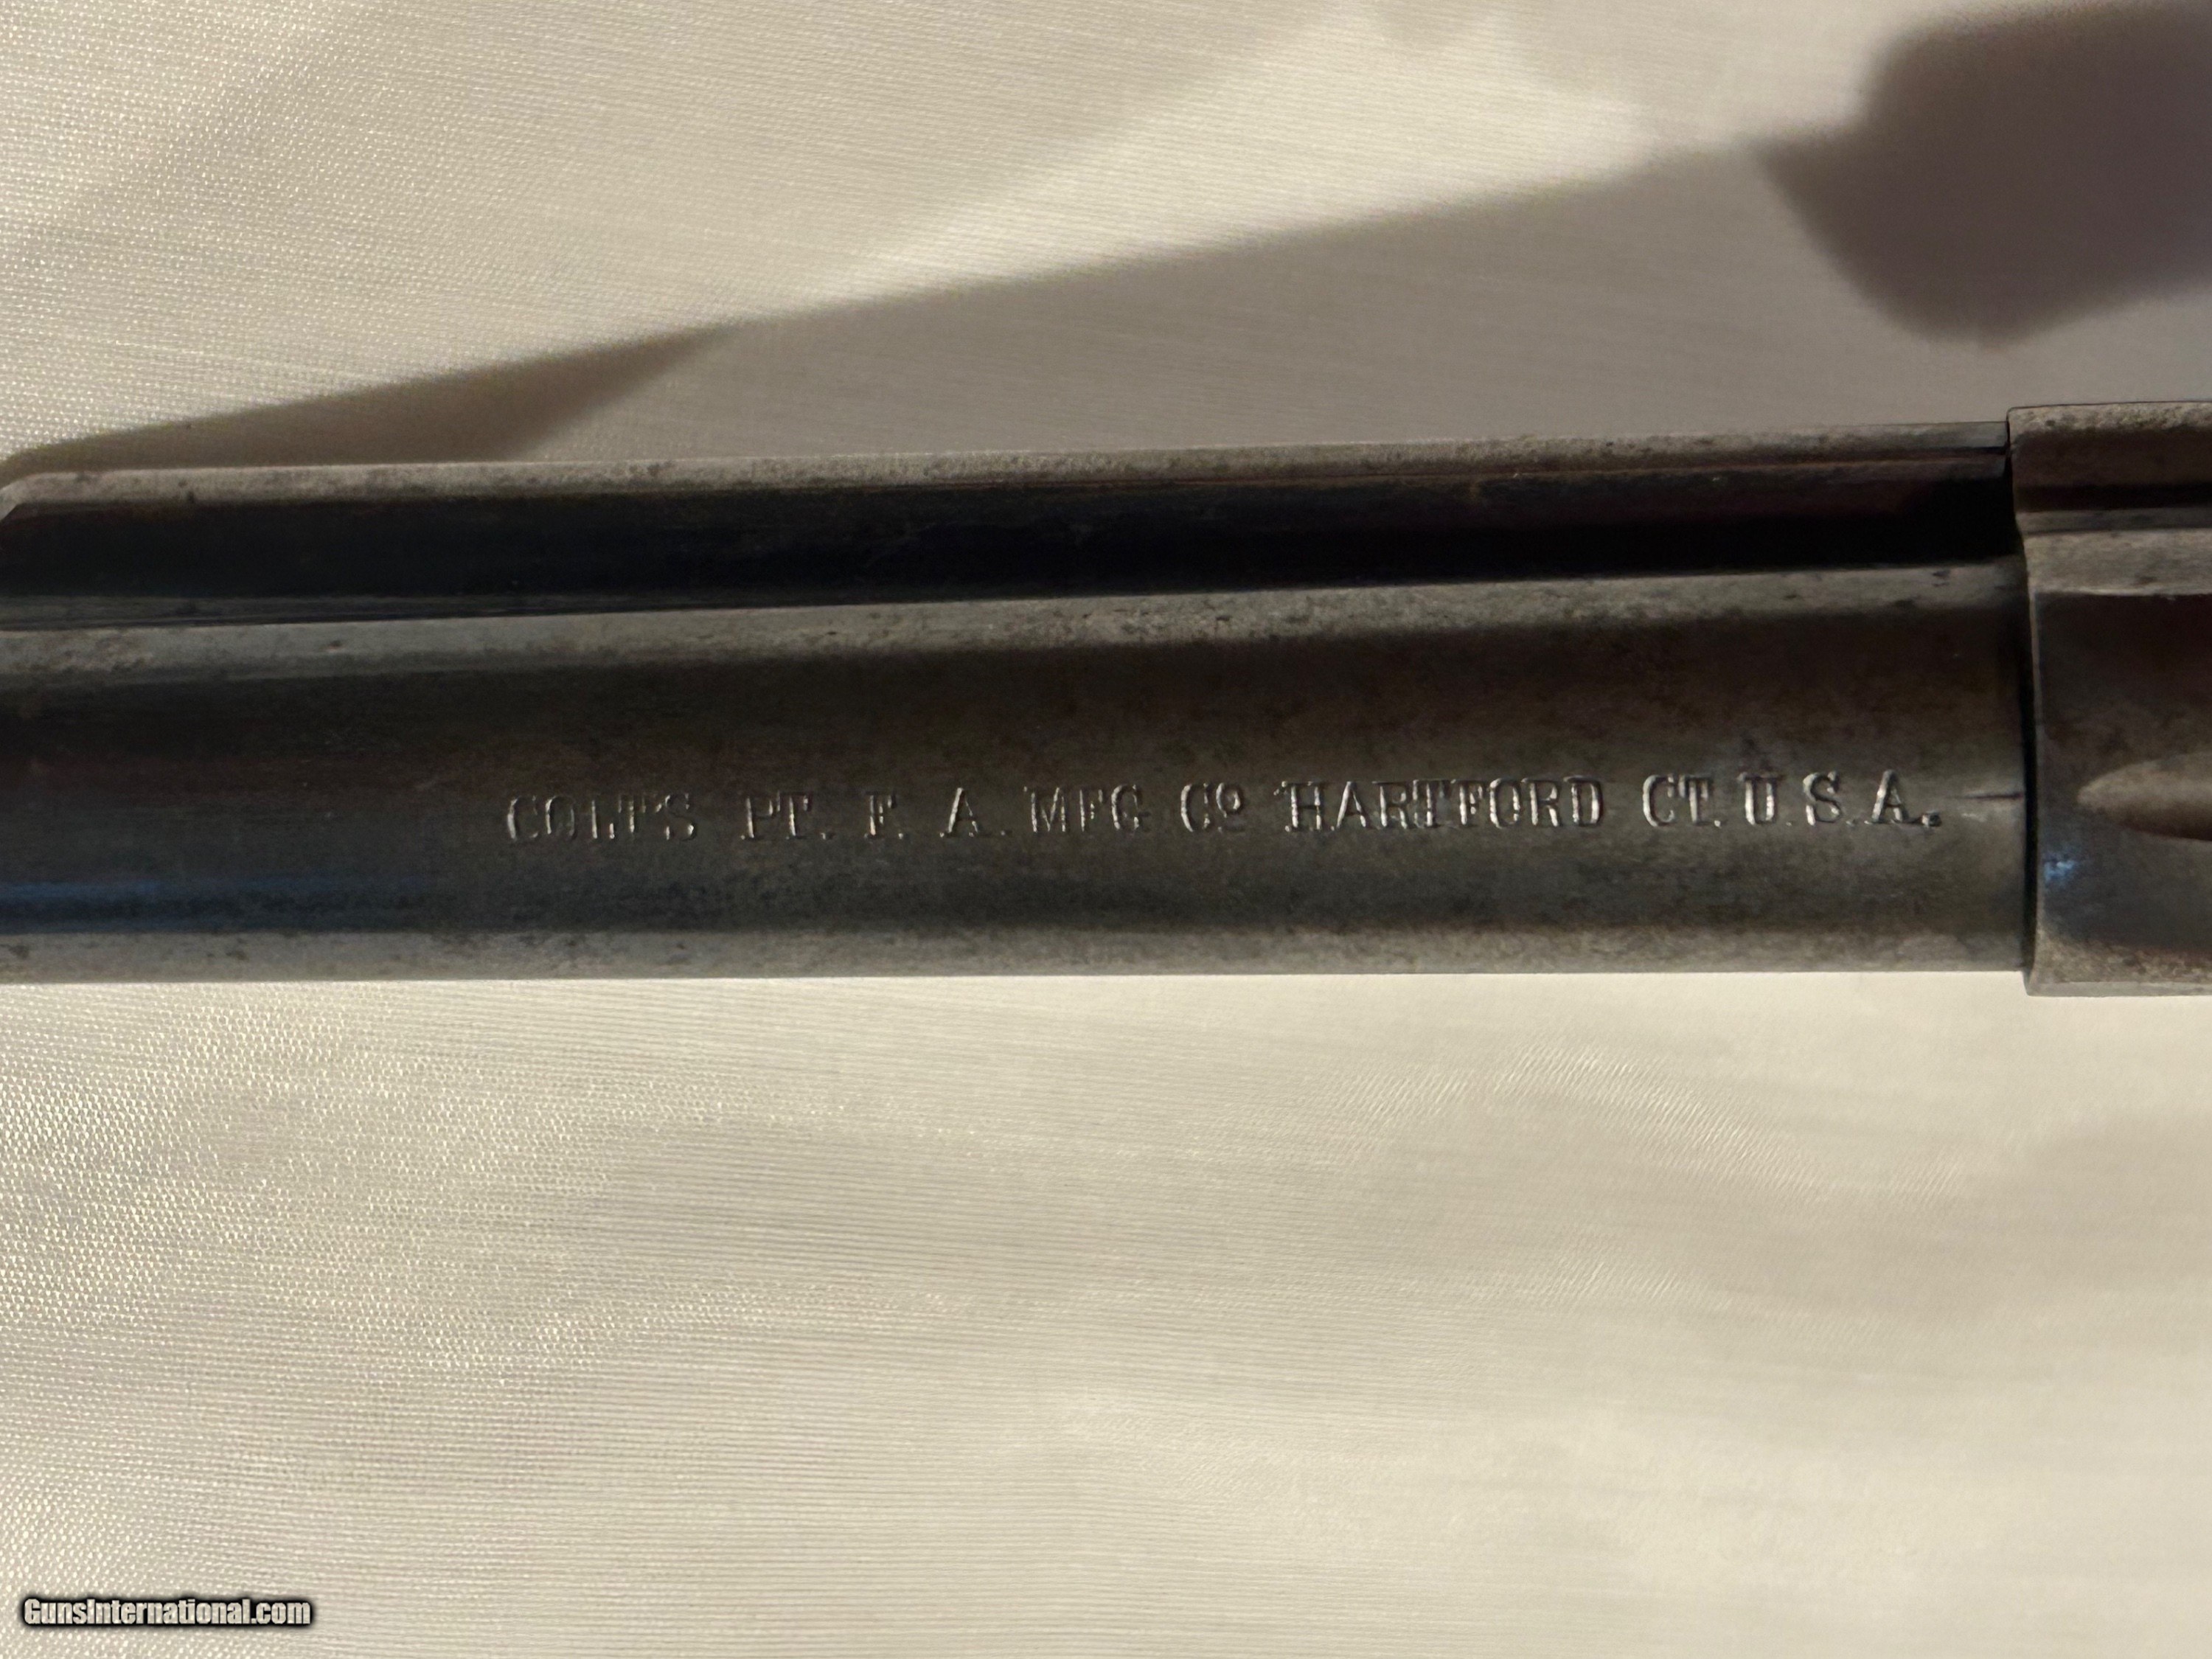 COLT'S PT. F. A. MFG Cº HARTFORD CT. U.S.A.
GunsInternational.com